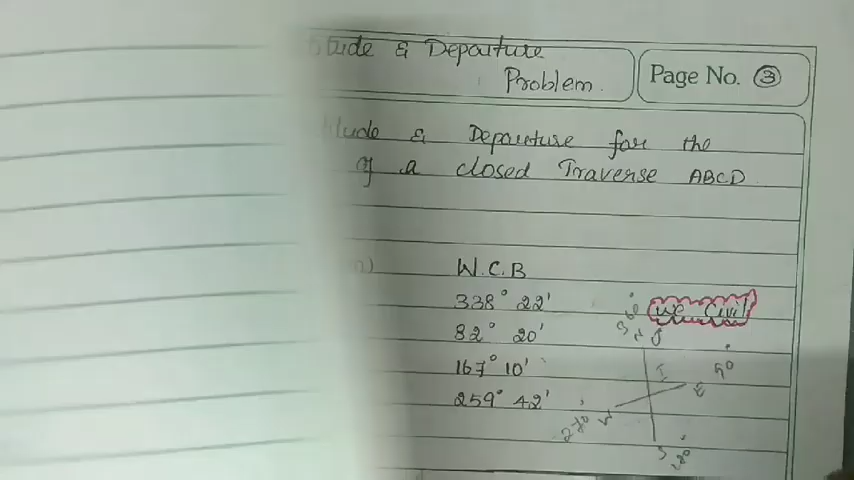 & Departure
Problem.
Page No. 3
& Departure for the
of a closed Traverse ABCD
W.C.B
338° 22'
82° 20'
167° 10'
259° 42'
we Civil
360
N 0
90
I
E
270 W
S
180